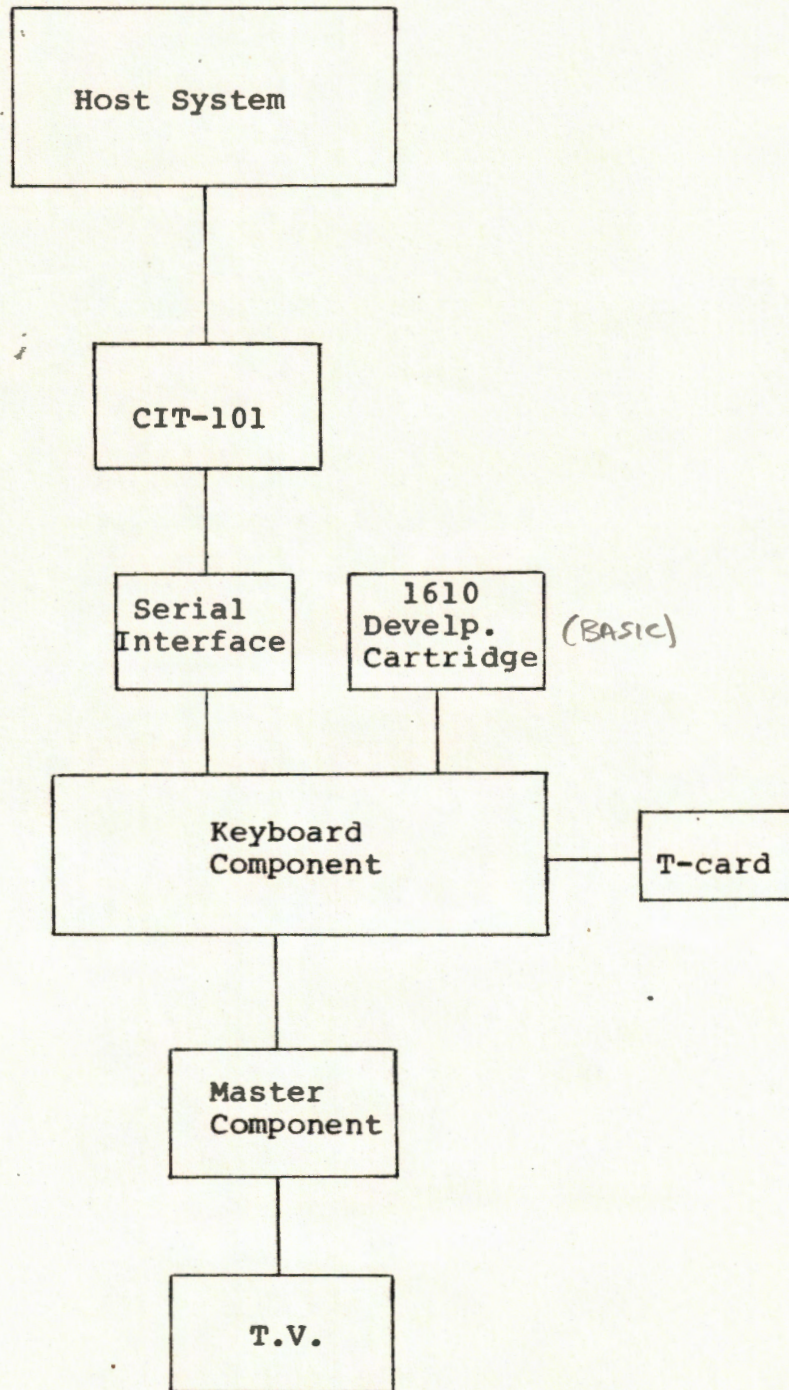 Host System
CIT-101
Serial
Interface
1610
Develp.
Cartridge
(BASIC)
Keyboard
Component
T-card
Master
Component
T.V.